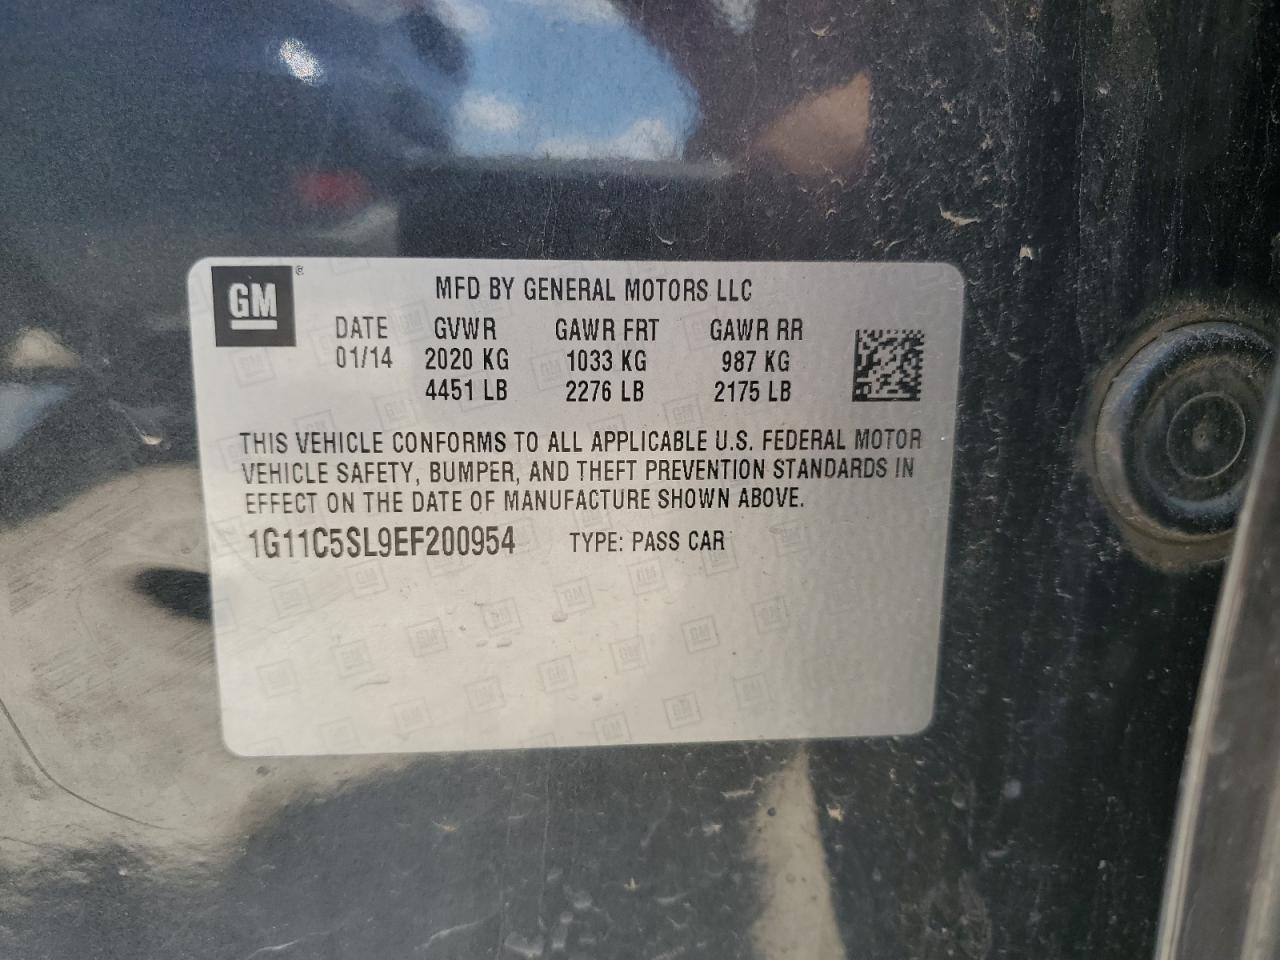 GM ®
MFD BY GENERAL MOTORS LLC
DATE GVWR GAWR FRT GAWR RR
01/14 2020 KG 1033 KG 987 KG
4451 LB 2276 LB 2175 LB
THIS VEHICLE CONFORMS TO ALL APPLICABLE U.S. FEDERAL MOTOR
VEHICLE SAFETY, BUMPER, AND THEFT PREVENTION STANDARDS IN
EFFECT ON THE DATE OF MANUFACTURE SHOWN ABOVE.
1G11C5SL9EF200954 TYPE: PASS CAR